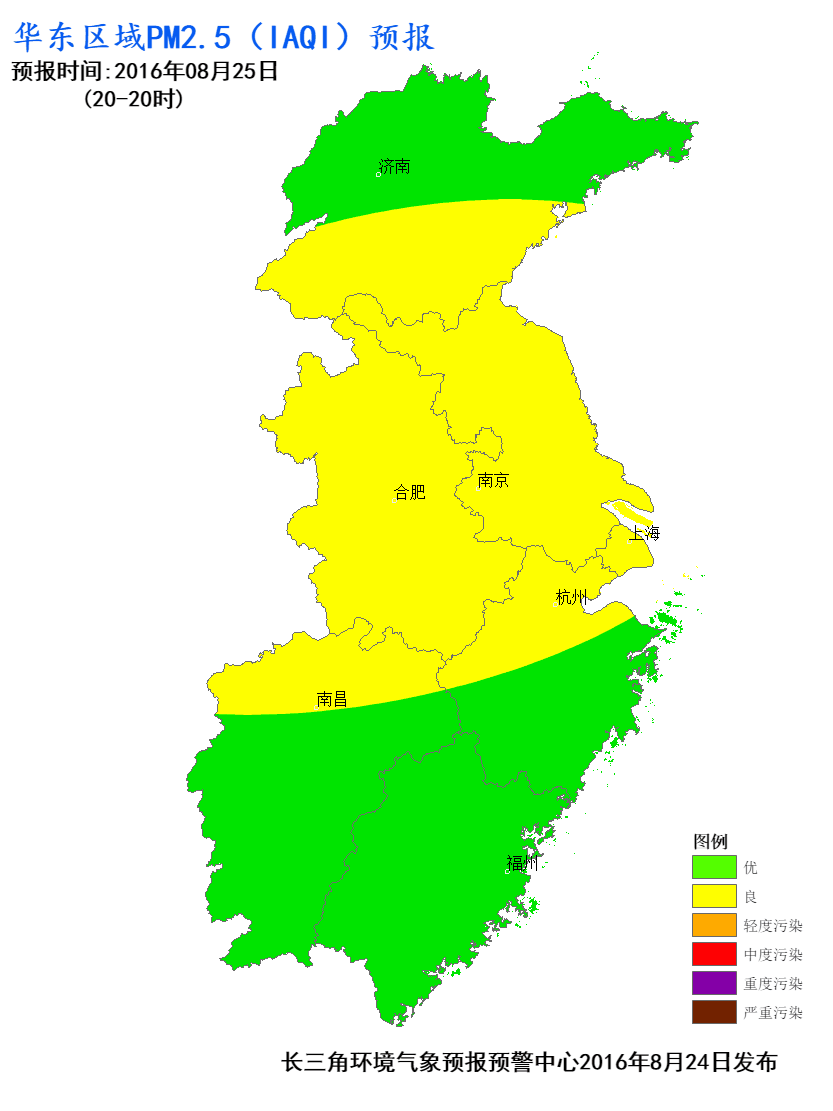 华东区域PM2.5（IAQI）预报
预报时间:2016年08月25日
(20-20时)
济南
合肥
南京
上海
杭州
南昌
福州
图例
优
良
轻度污染
中度污染
重度污染
严重污染
长三角环境气象预报预警中心2016年8月24日发布